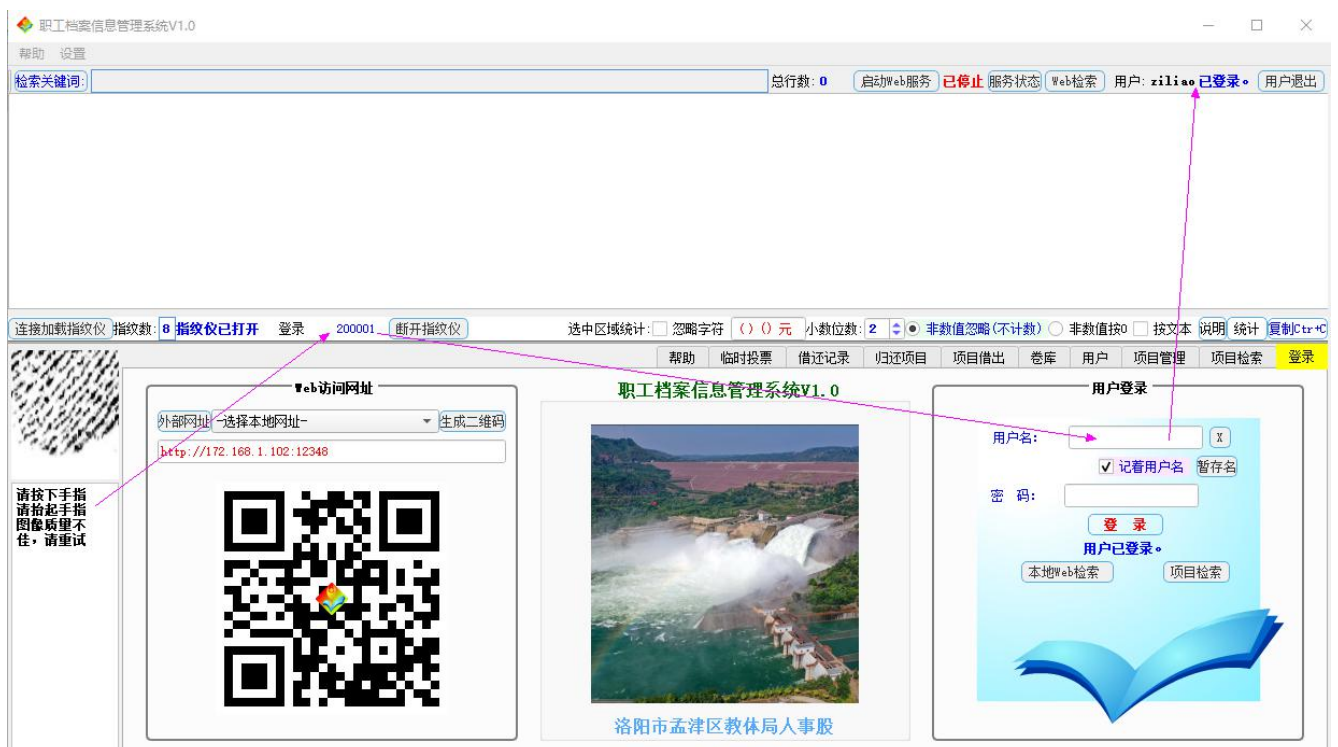 职工档案信息管理系统V1.0
帮助 设置
检索关键词: 总行数: 0 启动Web服务 已停止 服务状态 Web检索 用户: ziliao 已登录。 用户退出
连接加载指纹仪 指纹数: 8 指纹仪已打开 登录 200001 断开指纹仪 选中区域统计: 忽略字符 ()()元 小数位数: 2 非数值忽略(不计数) 非数值按0 按文本 说明 统计 复制Ctr+C
帮助 临时投票 借还记录 归还项目 项目借出 卷库 用户 项目管理 项目检索 登录
请按下手指
请抬起手指
图像质量不
佳，请重试
Web访问网址
外部网址 -选择本地网址- 生成二维码
http://172.168.1.102:12348
职工档案信息管理系统V1.0
洛阳市孟津区教体局人事股
用户登录
用户名: X
记着用户名 暂存名
密 码:
登 录
用户已登录。
本地Web检索 项目检索